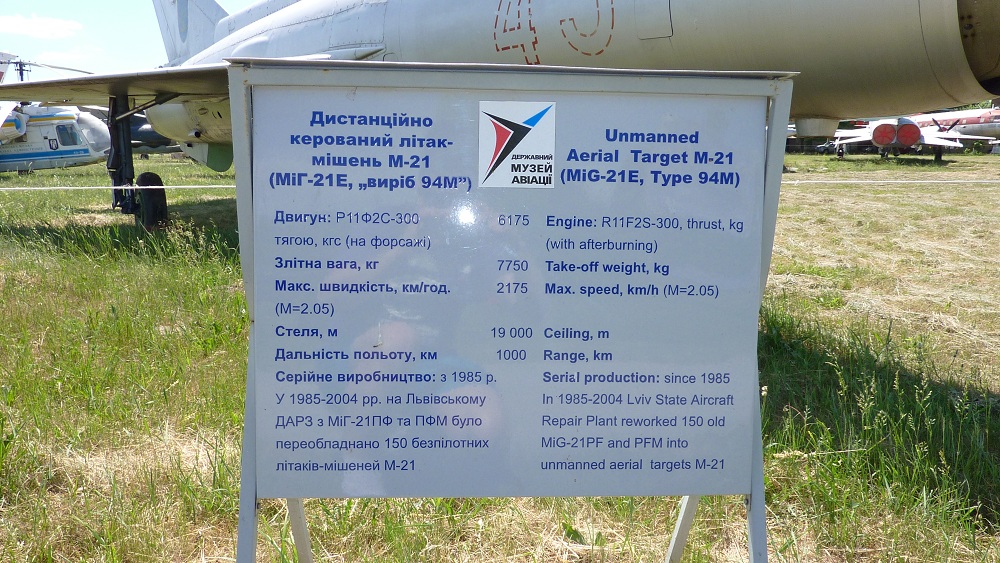 45
Дистанційно
керований літак-
мішень М-21
(МіГ-21Е, „виріб 94М”)
ДЕРЖАВНИЙ
МУЗЕЙ
АВІАЦІЇ
Unmanned
Aerial Target M-21
(MiG-21E, Type 94M)
Двигун: Р11Ф2С-300 6175 Engine: R11F2S-300, thrust, kg
тягою, кгс (на форсажі) (with afterburning)
Злітна вага, кг 7750 Take-off weight, kg
Макс. швидкість, км/год. 2175 Max. speed, km/h (M=2.05)
(М=2.05)
Стеля, м 19 000 Ceiling, m
Дальність польоту, км 1000 Range, km
Серійне виробництво: з 1985 р. Serial production: since 1985
У 1985-2004 рр. на Львівському In 1985-2004 Lviv State Aircraft
ДАРЗ з МіГ-21ПФ та ПФМ було Repair Plant reworked 150 old
переобладнано 150 безпілотних MiG-21PF and PFM into
літаків-мішеней М-21 unmanned aerial targets M-21